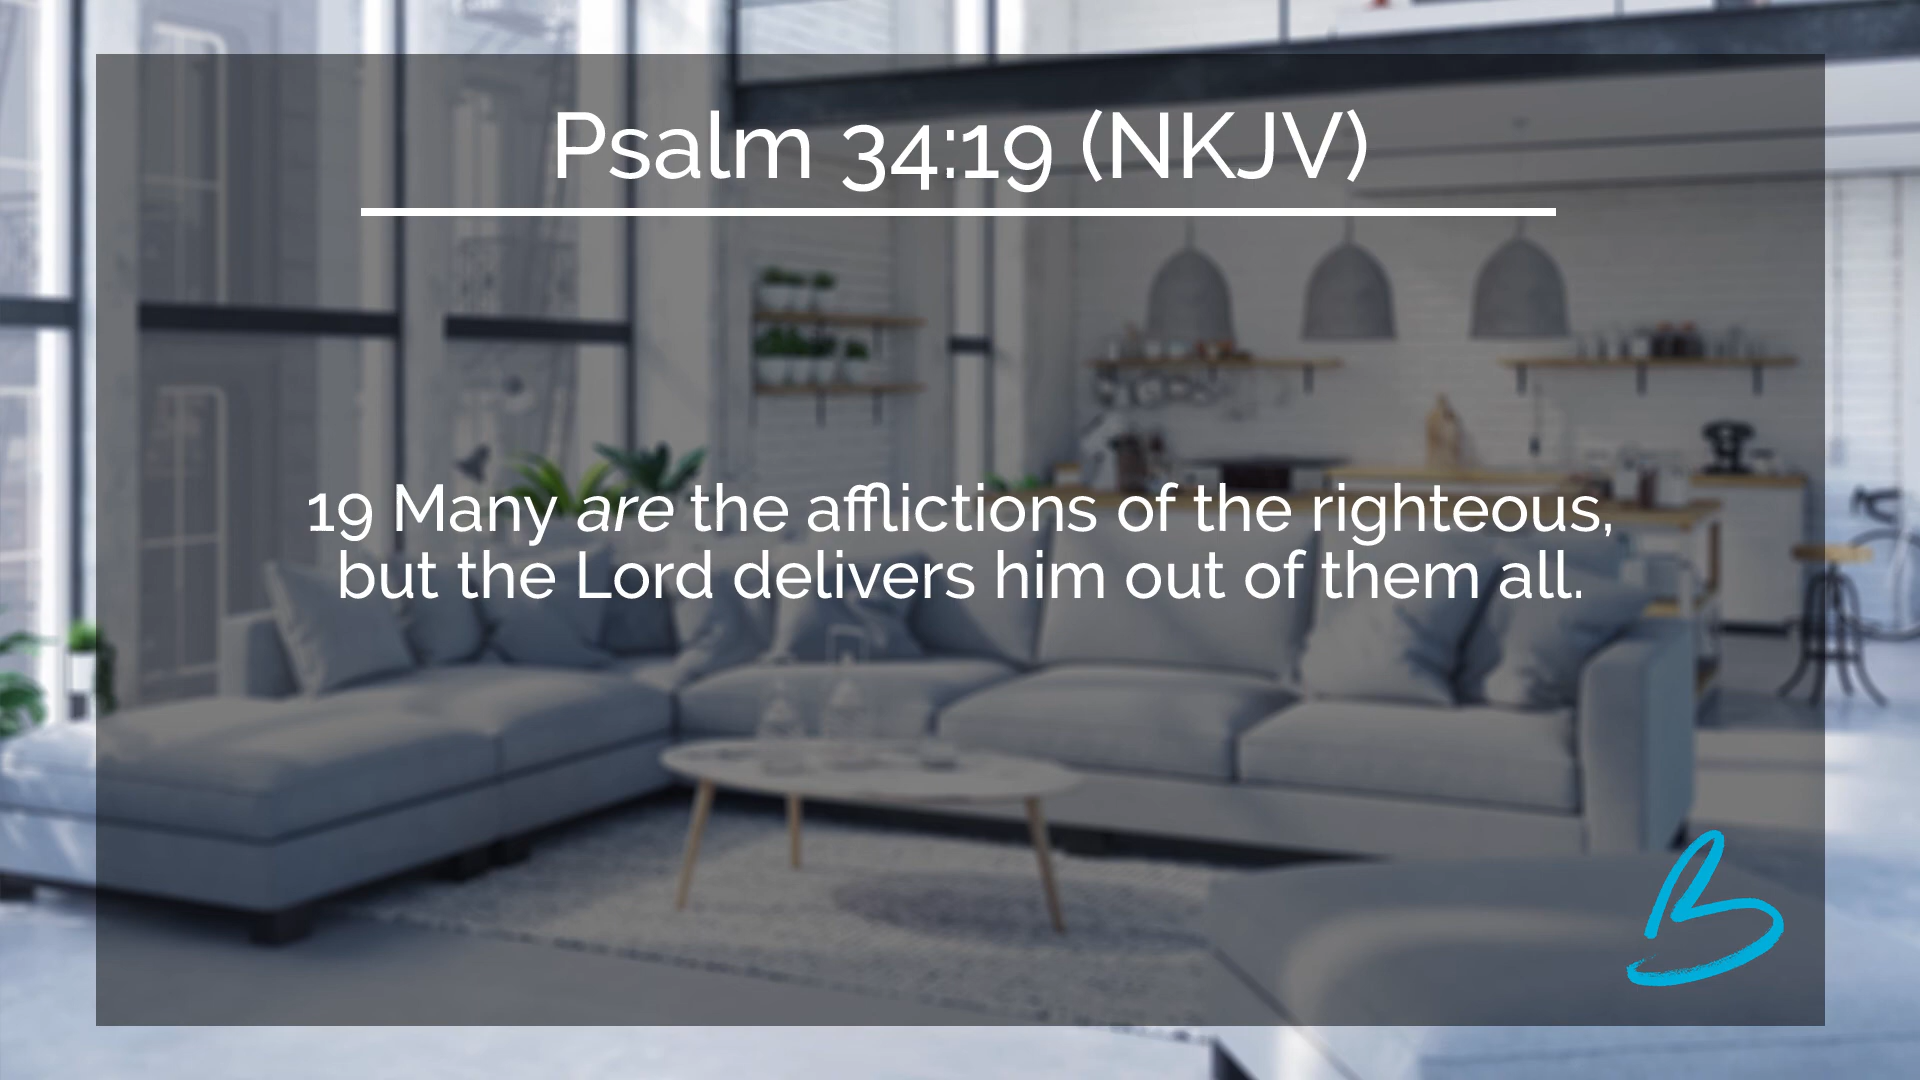 Psalm 34:19 (NKJV)
19 Many are the afflictions of the righteous,
but the Lord delivers him out of them all.
B